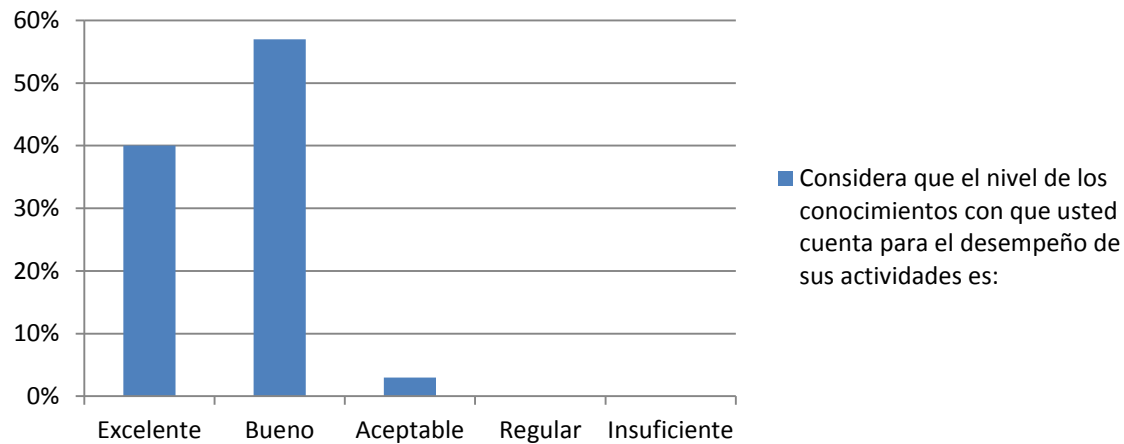 60%
50%
40%
30%
20%
10%
0%
Excelente Bueno Aceptable Regular Insuficiente
Considera que el nivel de los
conocimientos con que usted
cuenta para el desempeño de
sus actividades es: